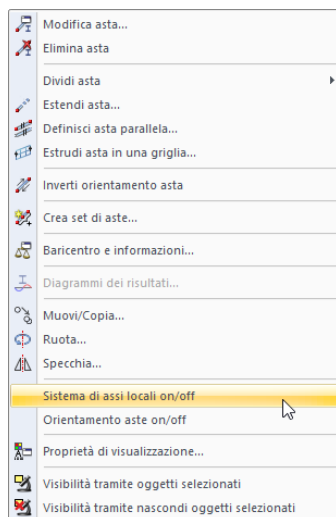 Modifica asta...
Elimina asta
Dividi asta
Estendi asta...
Definisci asta parallela...
Estrudi asta in una griglia...
Inverti orientamento asta
Crea set di aste...
Baricentro e informazioni...
Diagrammi dei risultati...
Muovi/Copia...
Ruota...
Specchia...
Sistema di assi locali on/off
Orientamento aste on/off
Proprietà di visualizzazione...
Visibilità tramite oggetti selezionati
Visibilità tramite nascondi oggetti selezionati